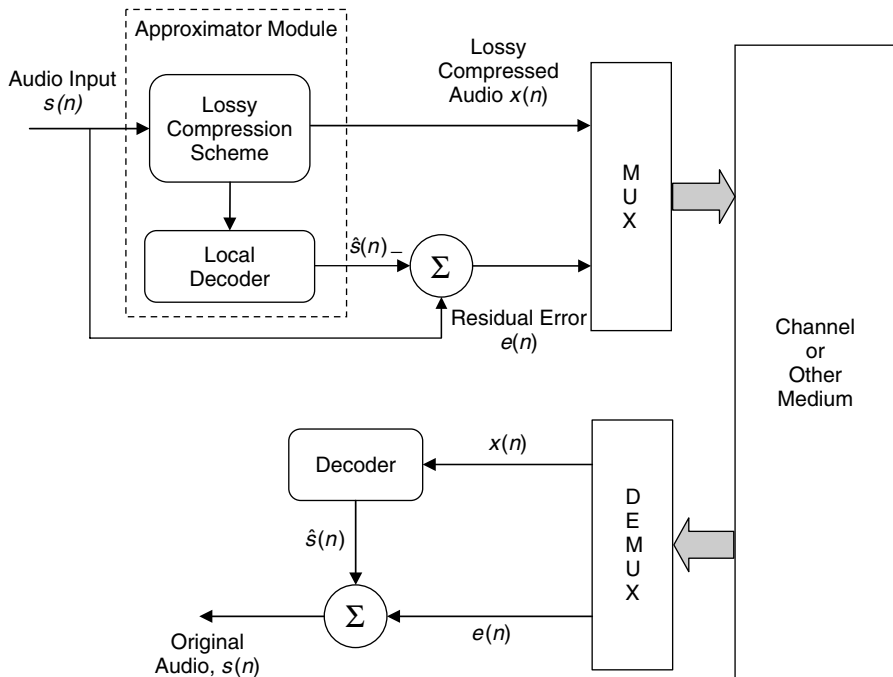 Approximator Module
Audio Input
s(n)
Lossy
Compression
Scheme
Lossy
Compressed
Audio x(n)
Local
Decoder
ŝ(n) –
Σ
Residual Error
e(n)
M
U
X
Channel
or
Other
Medium
Decoder
x(n)
ŝ(n)
D
E
M
U
X
Σ
e(n)
Original
Audio, s(n)